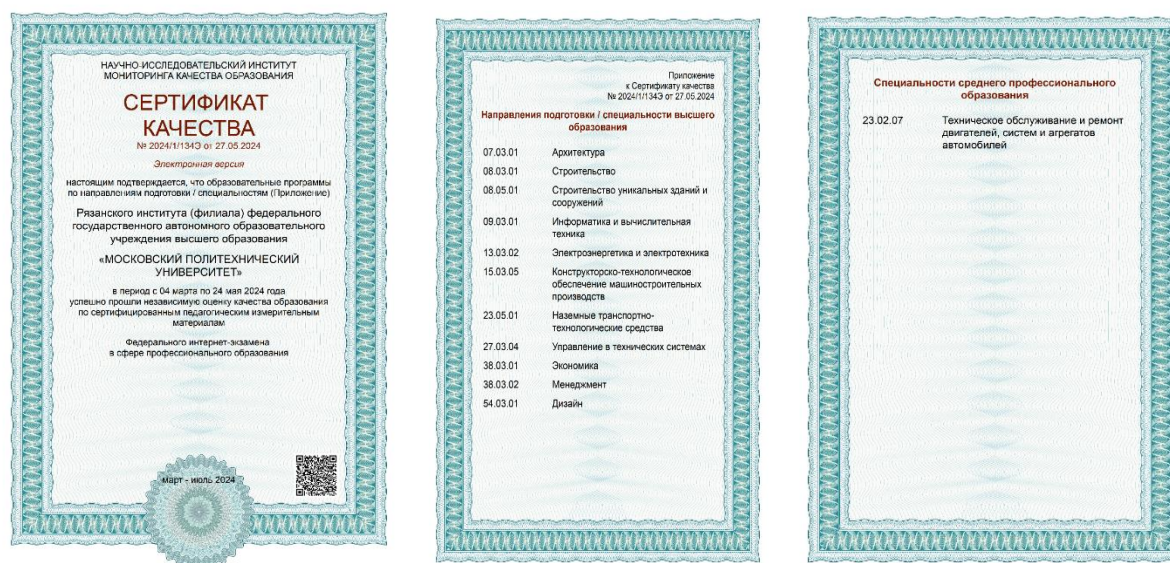 НАУЧНО-ИССЛЕДОВАТЕЛЬСКИЙ ИНСТИТУТ
МОНИТОРИНГА КАЧЕСТВА ОБРАЗОВАНИЯ
СЕРТИФИКАТ
КАЧЕСТВА
№ 2024/1/134Э от 27.05.2024
Электронная версия
настоящим подтверждается, что образовательные программы
по направлениям подготовки / специальностям (Приложение)
Рязанского института (филиала) федерального
государственного автономного образовательного
учреждения высшего образования
«МОСКОВСКИЙ ПОЛИТЕХНИЧЕСКИЙ
УНИВЕРСИТЕТ»
в период с 04 марта по 24 мая 2024 года
успешно прошли независимую оценку качества образования
по сертифицированным педагогическим измерительным
материалам
Федерального интернет-экзамена
в сфере профессионального образования
март - июль 2024
Приложение
к Сертификату качества
№ 2024/1/134Э от 27.05.2024
Направления подготовки / специальности высшего
образования
07.03.01 Архитектура
08.03.01 Строительство
08.05.01 Строительство уникальных зданий и
сооружений
09.03.01 Информатика и вычислительная
техника
13.03.02 Электроэнергетика и электротехника
15.03.05 Конструкторско-технологическое
обеспечение машиностроительных
производств
23.05.01 Наземные транспортно-
технологические средства
27.03.04 Управление в технических системах
38.03.01 Экономика
38.03.02 Менеджмент
54.03.01 Дизайн
Специальности среднего профессионального
образования
23.02.07 Техническое обслуживание и ремонт
двигателей, систем и агрегатов
автомобилей